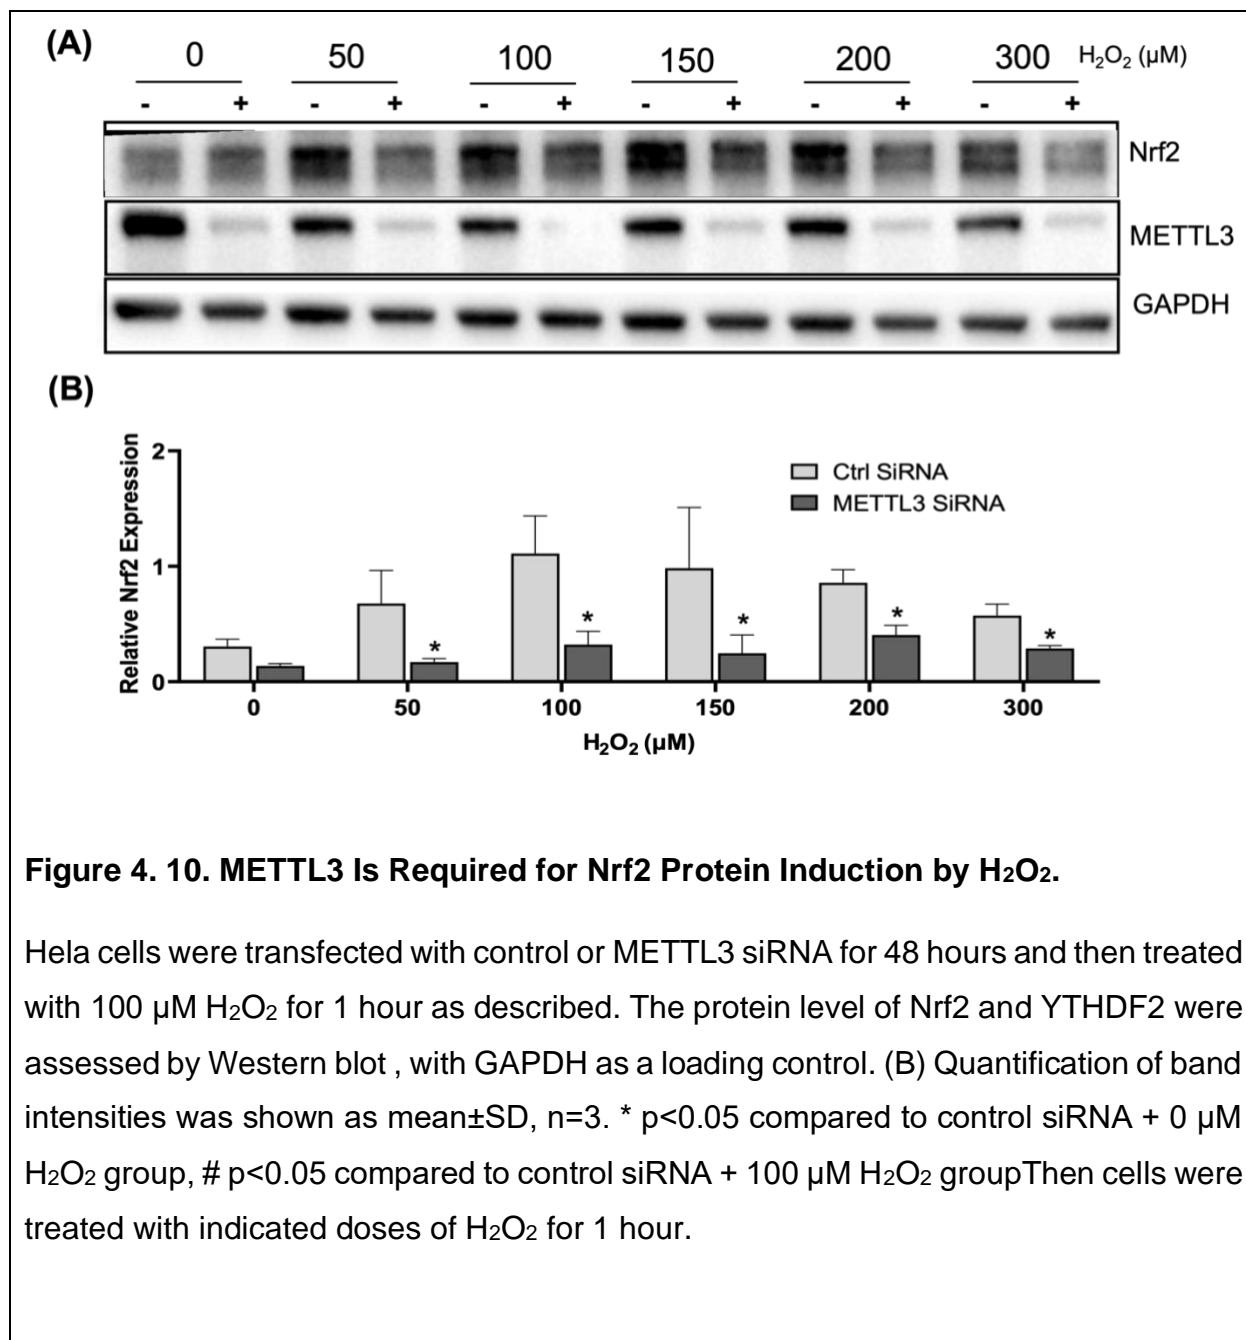 (A)
0 50 100 150 200 300 H₂O₂ (μM)
- + - + - + - + - + - +
Nrf2
METTL3
GAPDH
(B)
Relative Nrf2 Expression
2
1
0
Ctrl SiRNA
METTL3 SiRNA
* * * * *
0 50 100 150 200 300
H₂O₂ (μM)
Figure 4. 10. METTL3 Is Required for Nrf2 Protein Induction by H₂O₂.
Hela cells were transfected with control or METTL3 siRNA for 48 hours and then treated
with 100 μM H₂O₂ for 1 hour as described. The protein level of Nrf2 and YTHDF2 were
assessed by Western blot , with GAPDH as a loading control. (B) Quantification of band
intensities was shown as mean±SD, n=3. * p<0.05 compared to control siRNA + 0 μM
H₂O₂ group, # p<0.05 compared to control siRNA + 100 μM H₂O₂ groupThen cells were
treated with indicated doses of H₂O₂ for 1 hour.